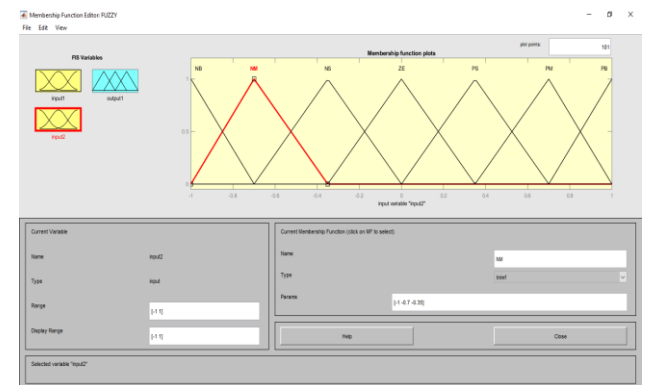 Membership Function Editor: FUZZY
File Edit View
FIS Variables
Membership function plots
plot points:
181
NB NM NS ZE PS PM PB
input1
output1
input2
1
0.5
0
-1 -0.8 -0.6 -0.4 -0.2 0 0.2 0.4 0.6 0.8 1
input variable "input2"
Current Variable
Current Membership Function (click on MF to select)
Name
input2
Name
NM
Type
input
Type
trimf
Range
[-1 1]
Params
[-1 -0.7 -0.35]
Display Range
[-1 1]
Help
Close
Selected variable "input2"